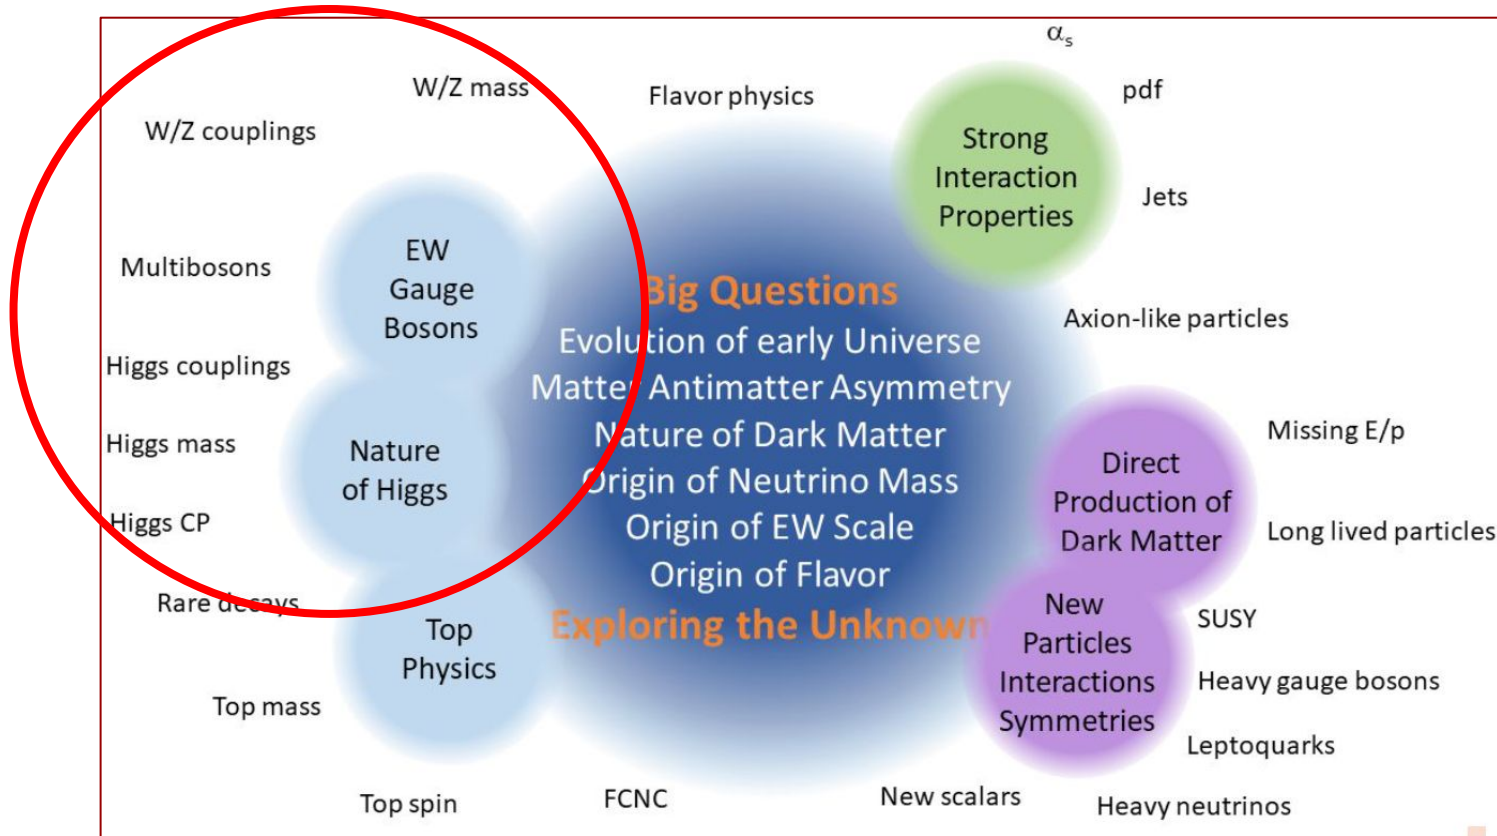 α_s
W/Z mass
Flavor physics
pdf
W/Z couplings
Strong
Interaction
Properties
Jets
EW
Gauge
Bosons
Multibosons
Big Questions
Evolution of early Universe
Matter Antimatter Asymmetry
Nature of Dark Matter
Origin of Neutrino Mass
Origin of EW Scale
Origin of Flavor
Exploring the Unknown
Axion-like particles
Higgs couplings
Higgs mass
Higgs CP
Nature
of Higgs
Missing E/p
Direct
Production of
Dark Matter
Long lived particles
Rare decays
Top
Physics
New
Particles
Interactions
Symmetries
SUSY
Heavy gauge bosons
Leptoquarks
Top mass
Top spin
FCNC
New scalars
Heavy neutrinos